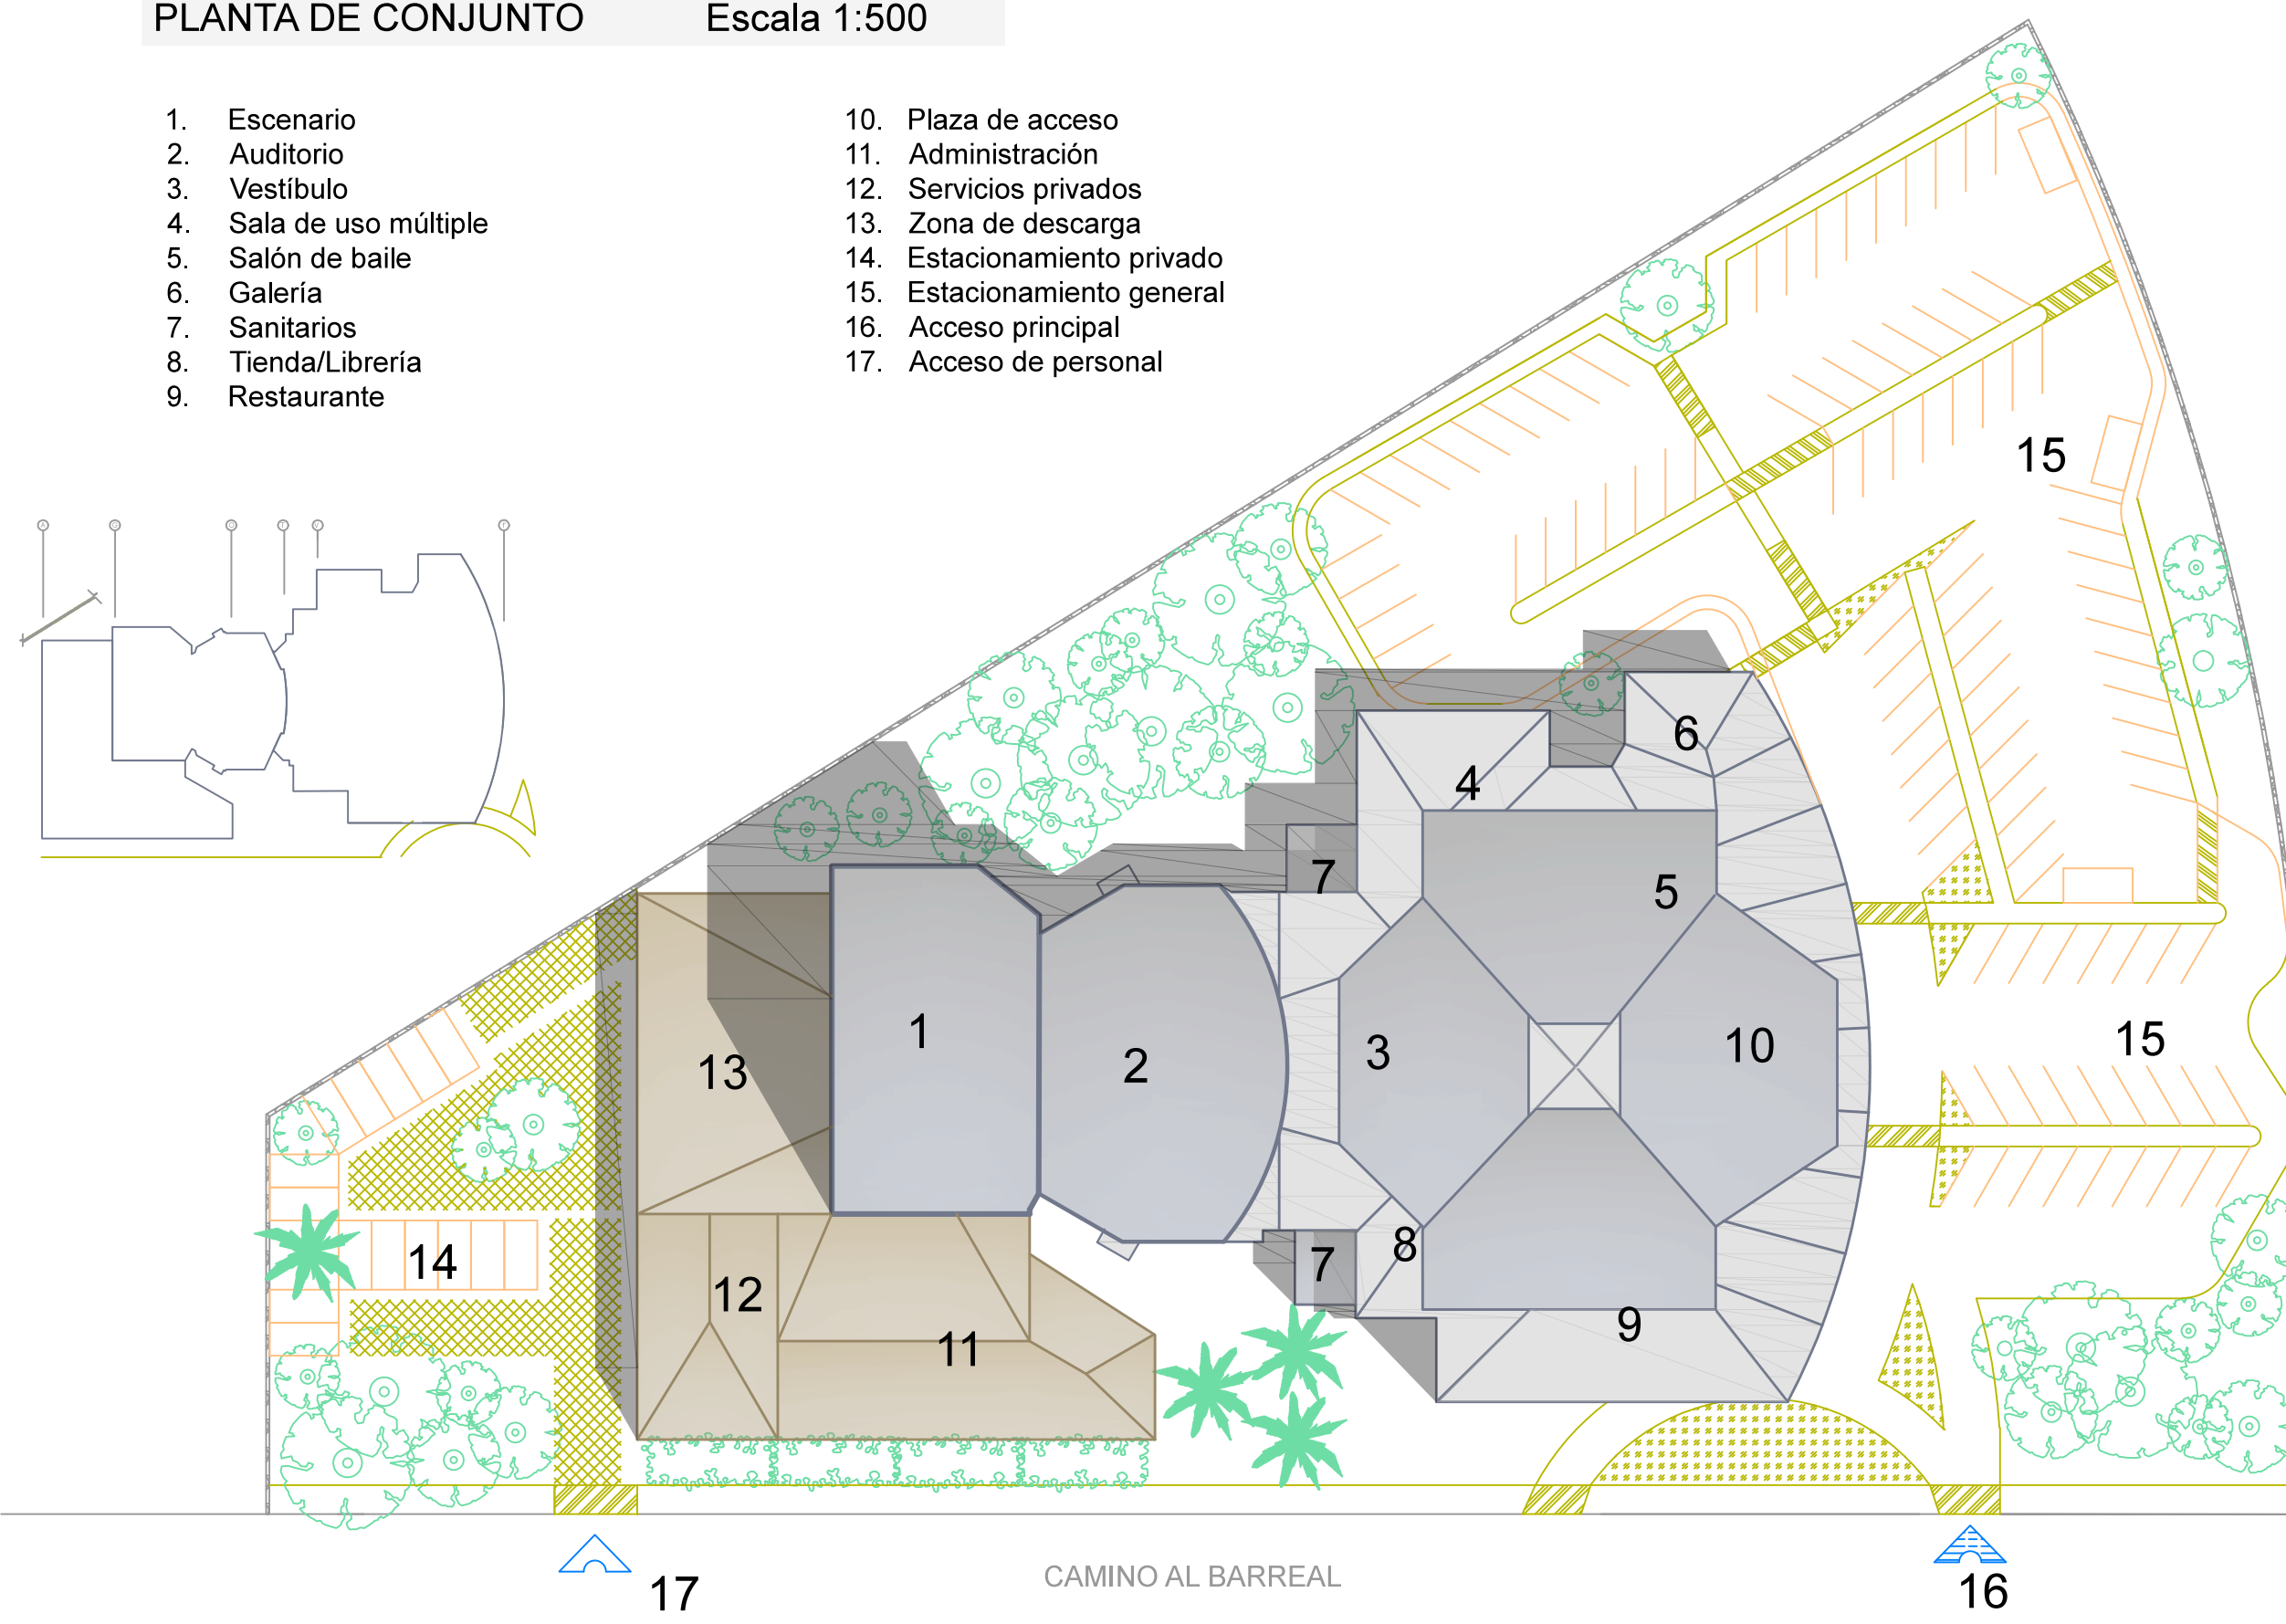 PLANTA DE CONJUNTO Escala 1:500
1. Escenario
2. Auditorio
3. Vestíbulo
4. Sala de uso múltiple
5. Salón de baile
6. Galería
7. Sanitarios
8. Tienda/Librería
9. Restaurante
10. Plaza de acceso
11. Administración
12. Servicios privados
13. Zona de descarga
14. Estacionamiento privado
15. Estacionamiento general
16. Acceso principal
17. Acceso de personal
15
6
4
7
5
1
2
3
10
15
13
14
12
11
7
8
9
17
CAMINO AL BARREAL
16